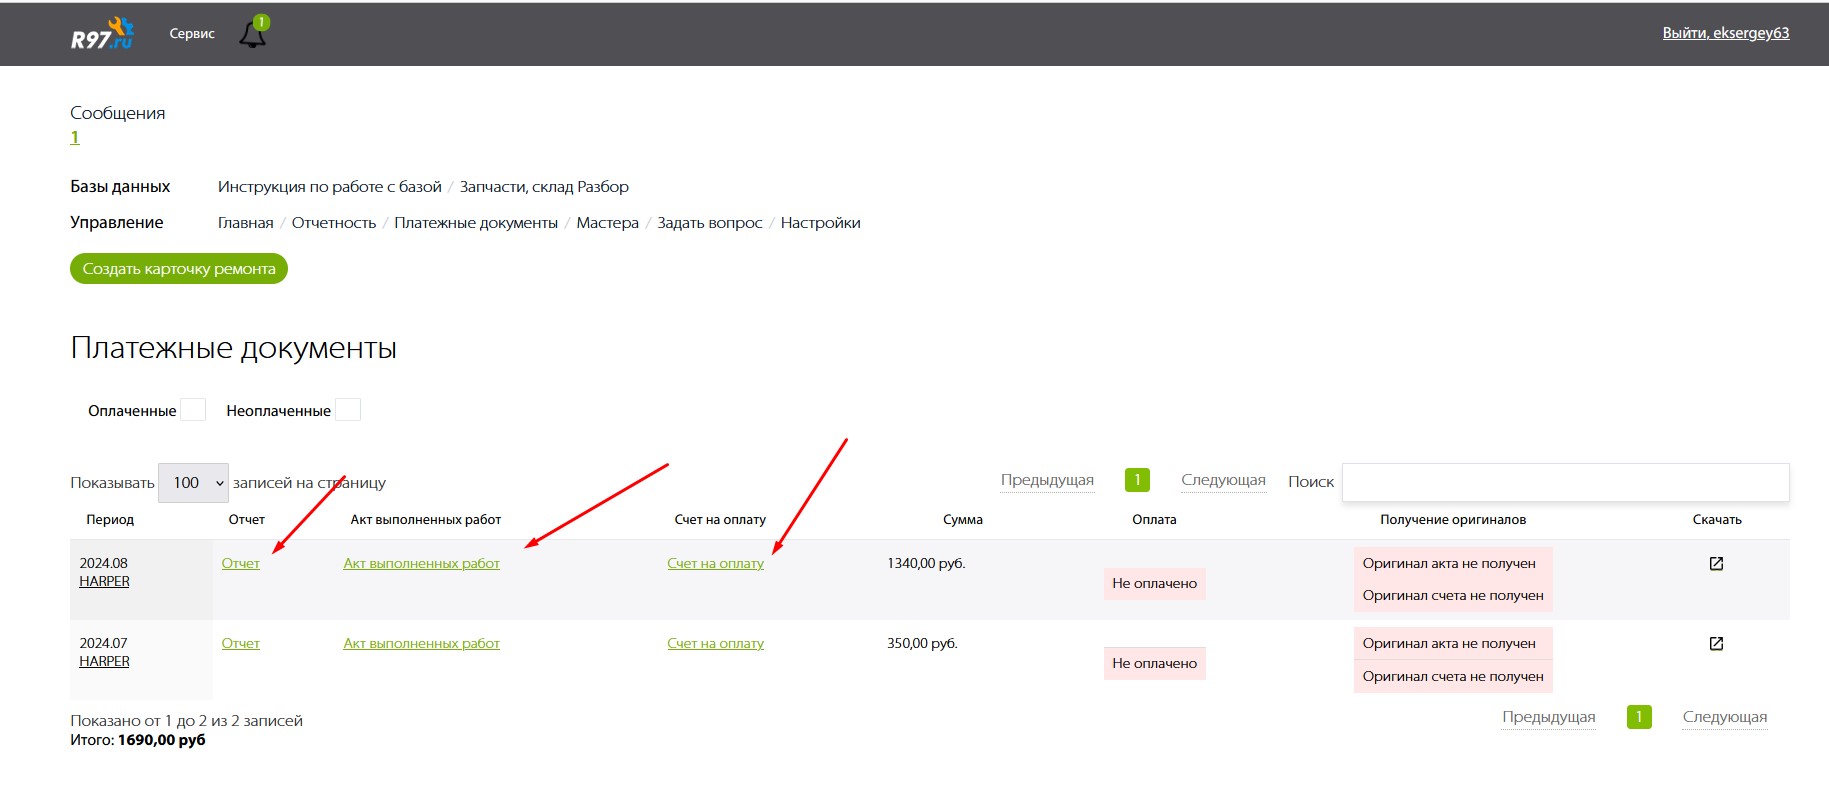 R97.ru Сервис 1 Выйти, eksergey63
Сообщения
1
Базы данных Инструкция по работе с базой / Запчасти, склад Разбор
Управление Главная / Отчетность / Платежные документы / Мастера / Задать вопрос / Настройки
Создать карточку ремонта
Платежные документы
Оплаченные Неоплаченные
Показывать 100 записей на страницу Предыдущая 1 Следующая Поиск
Период Отчет Акт выполненных работ Счет на оплату Сумма Оплата Получение оригиналов Скачать
2024.08 Отчет Акт выполненных работ Счет на оплату 1340,00 руб. Оригинал акта не получен
HARPER Не оплачено
Оригинал счета не получен
2024.07 Отчет Акт выполненных работ Счет на оплату 350,00 руб. Оригинал акта не получен
HARPER Не оплачено
Оригинал счета не получен
Показано от 1 до 2 из 2 записей Предыдущая 1 Следующая
Итого: 1690,00 руб